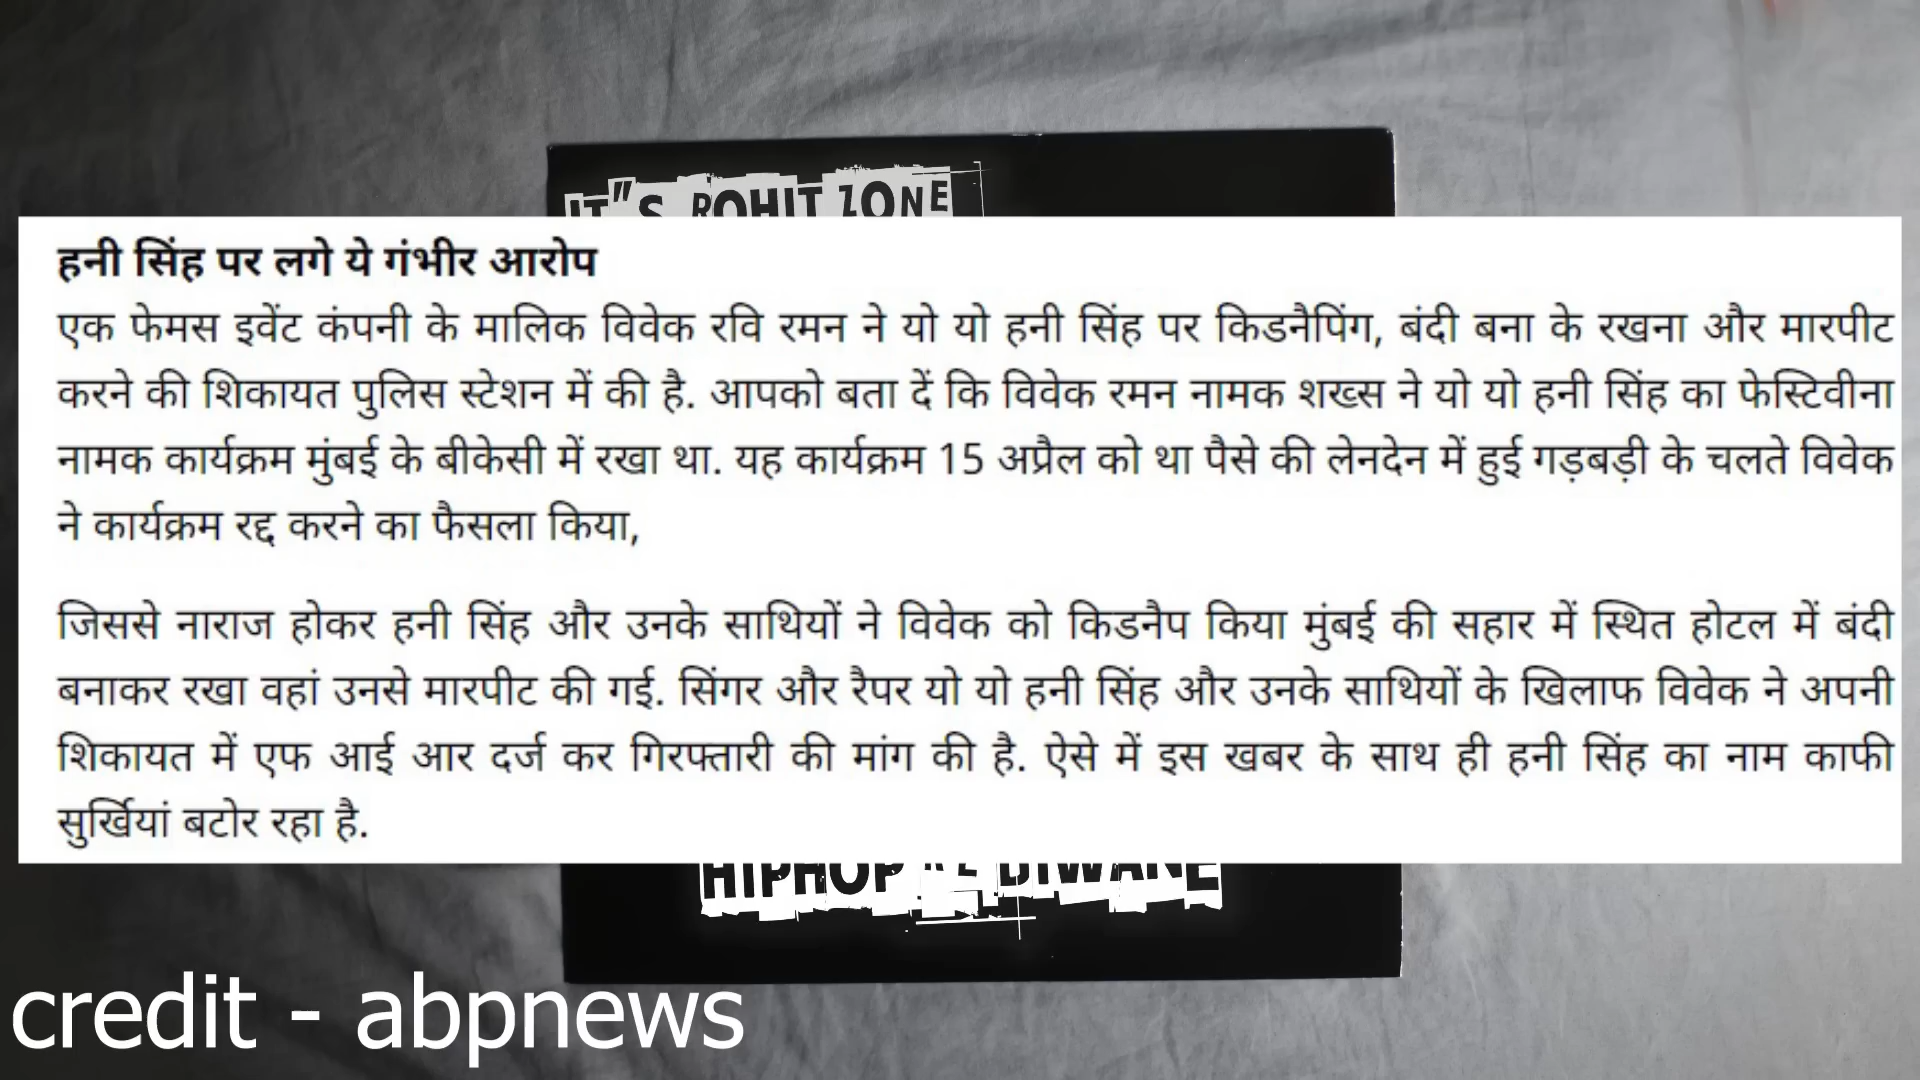 IT"S ROHIT ZONE
हनी सिंह पर लगे ये गंभीर आरोप
एक फेमस इवेंट कंपनी के मालिक विवेक रवि रमन ने यो यो हनी सिंह पर किडनैपिंग, बंदी बना के रखना और मारपीट
करने की शिकायत पुलिस स्टेशन में की है. आपको बता दें कि विवेक रमन नामक शख्स ने यो यो हनी सिंह का फेस्टिवीना
नामक कार्यक्रम मुंबई के बीकेसी में रखा था. यह कार्यक्रम 15 अप्रैल को था पैसे की लेनदेन में हुई गड़बड़ी के चलते विवेक
ने कार्यक्रम रद्द करने का फैसला किया,
जिससे नाराज होकर हनी सिंह और उनके साथियों ने विवेक को किडनैप किया मुंबई की सहार में स्थित होटल में बंदी
बनाकर रखा वहां उनसे मारपीट की गई. सिंगर और रैपर यो यो हनी सिंह और उनके साथियों के खिलाफ विवेक ने अपनी
शिकायत में एफ आई आर दर्ज कर गिरफ्तारी की मांग की है. ऐसे में इस खबर के साथ ही हनी सिंह का नाम काफी
सुर्खियां बटोर रहा है.
HIPHOP KE DIWANE
credit - abpnews